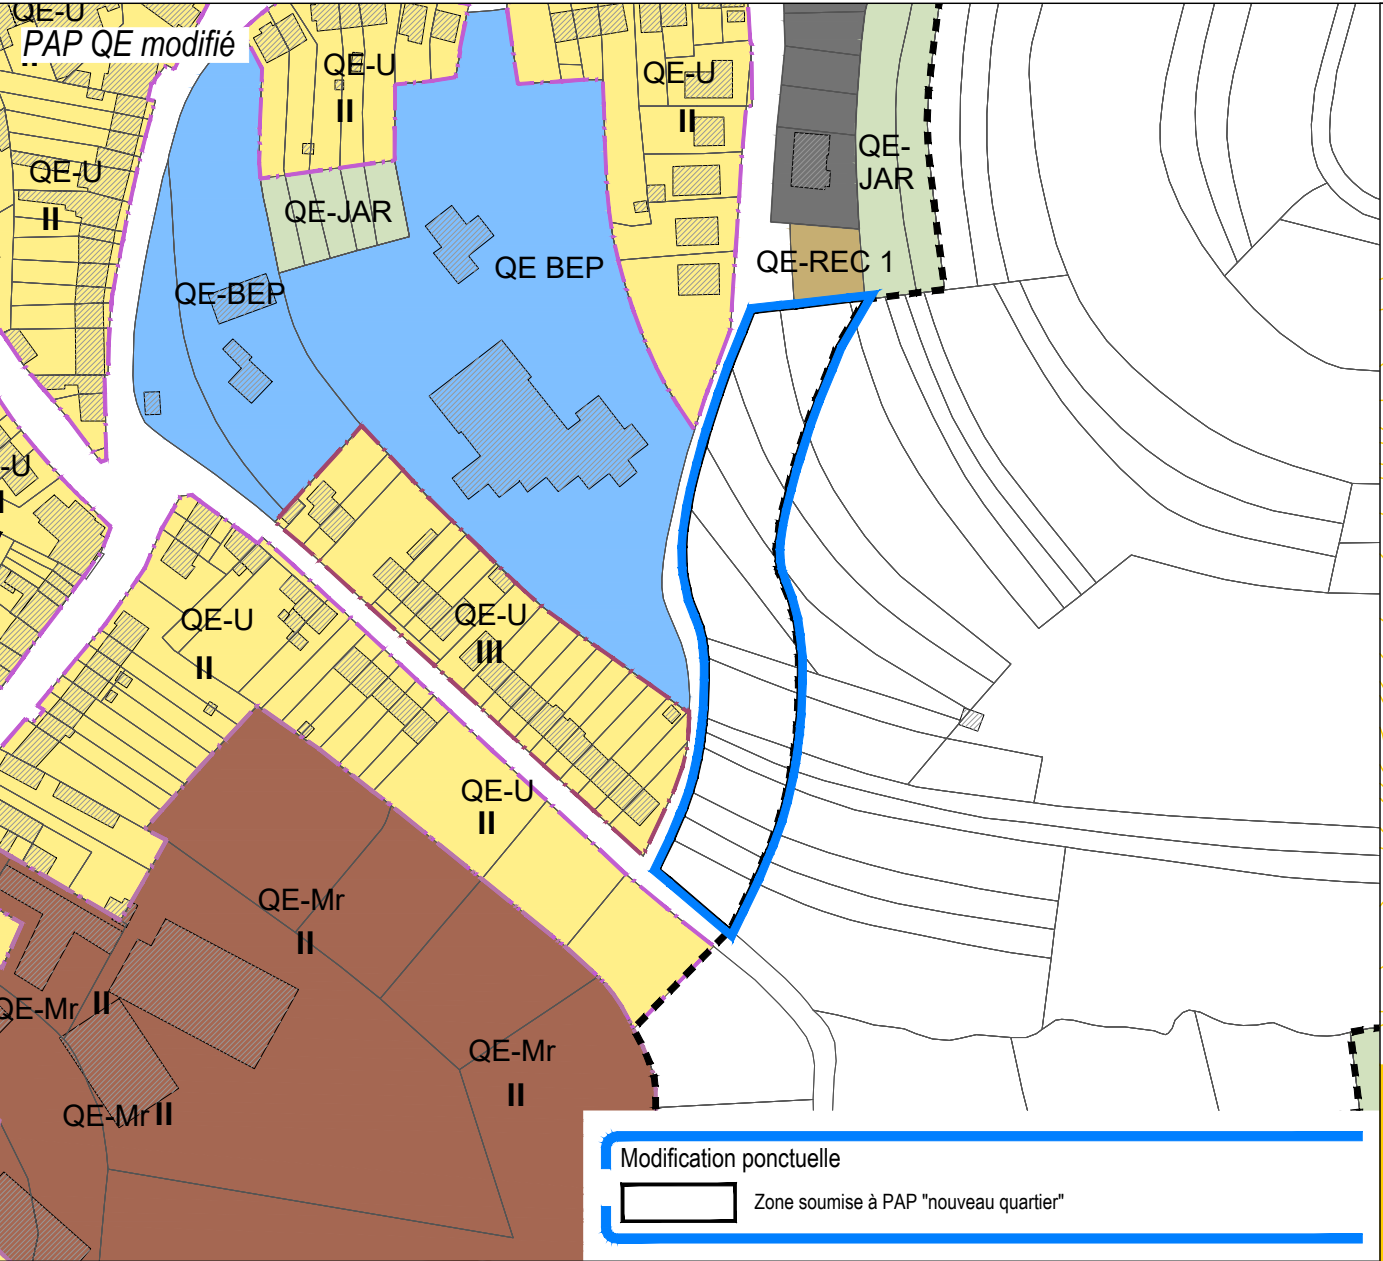 QE-U
PAP QE modifié
II
QE-U
II
QE-U
II
QE-U
II
QE-
JAR
QE-JAR
QE BEP
QE-REC 1
QE-BEP
-U
QE-U
II
QE-U
III
QE-U
II
QE-Mr
II
QE-Mr II
QE-Mr
II
QE-Mr II
Modification ponctuelle
Zone soumise à PAP "nouveau quartier"